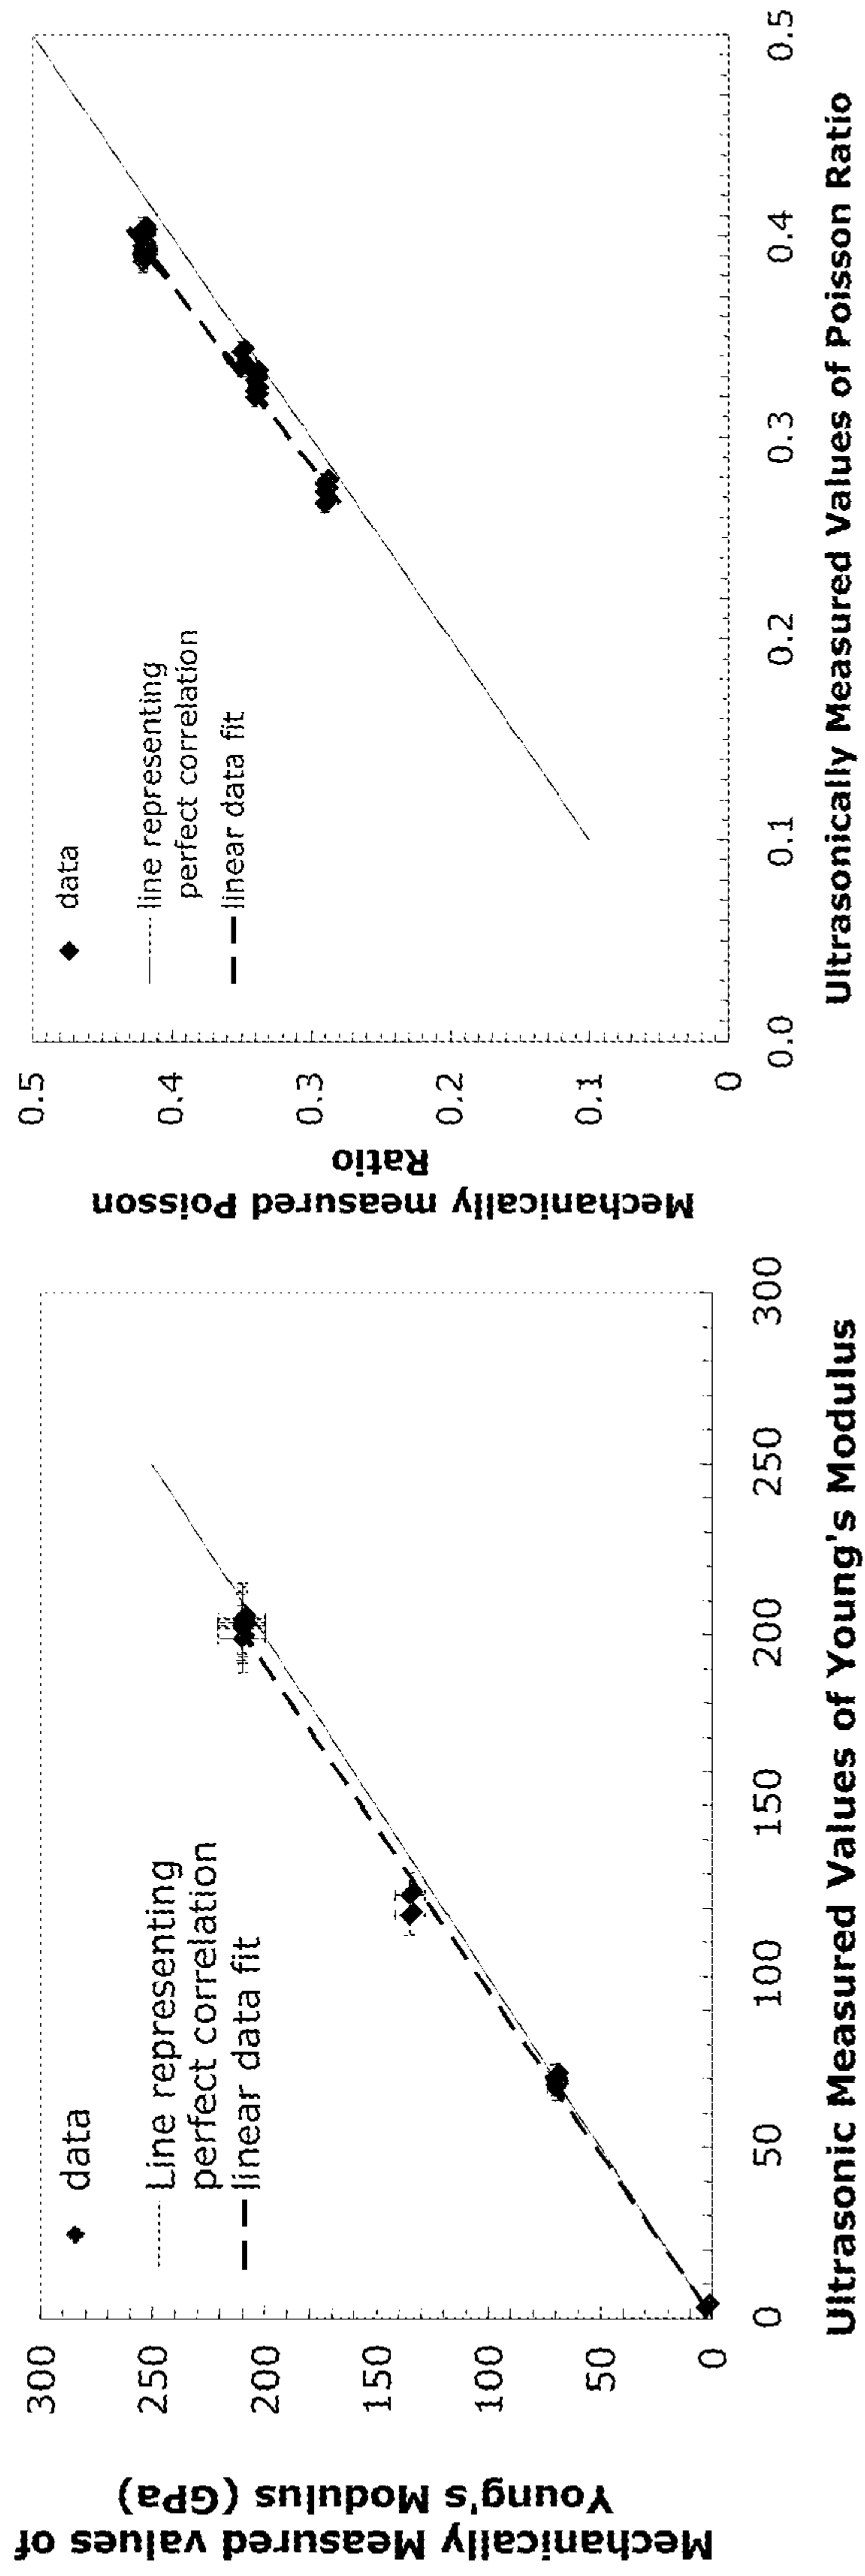 Mechanically Measured values of
Young's Modulus (GPa)
300
250
200
150
100
50
0
data
Line representing
perfect correlation
linear data fit
0 50 100 150 200 250 300
Ultrasonic Measured Values of Young's Modulus
Mechanically measured Poisson
Ratio
0.5
0.4
0.3
0.2
0.1
0
data
line representing
perfect correlation
linear data fit
0.0 0.1 0.2 0.3 0.4 0.5
Ultrasonically Measured Values of Poisson Ratio